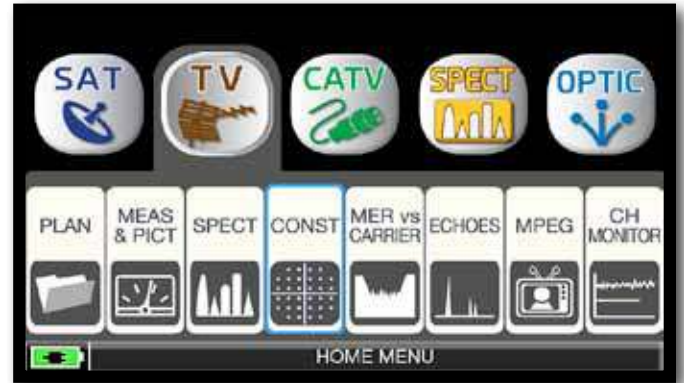 SAT
TV
CATV
SPECT
OPTIC
PLAN
MEAS
& PICT
SPECT
CONST
MER vs
CARRIER
ECHOES
MPEG
CH
MONITOR
HOME MENU